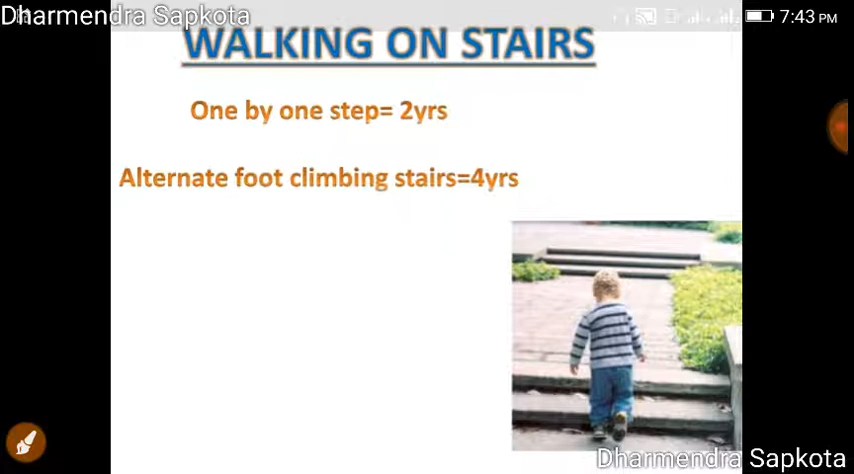 Dharmendra Sapkota
7:43 PM
WALKING ON STAIRS
One by one step= 2yrs
Alternate foot climbing stairs=4yrs
Dharmendra Sapkota